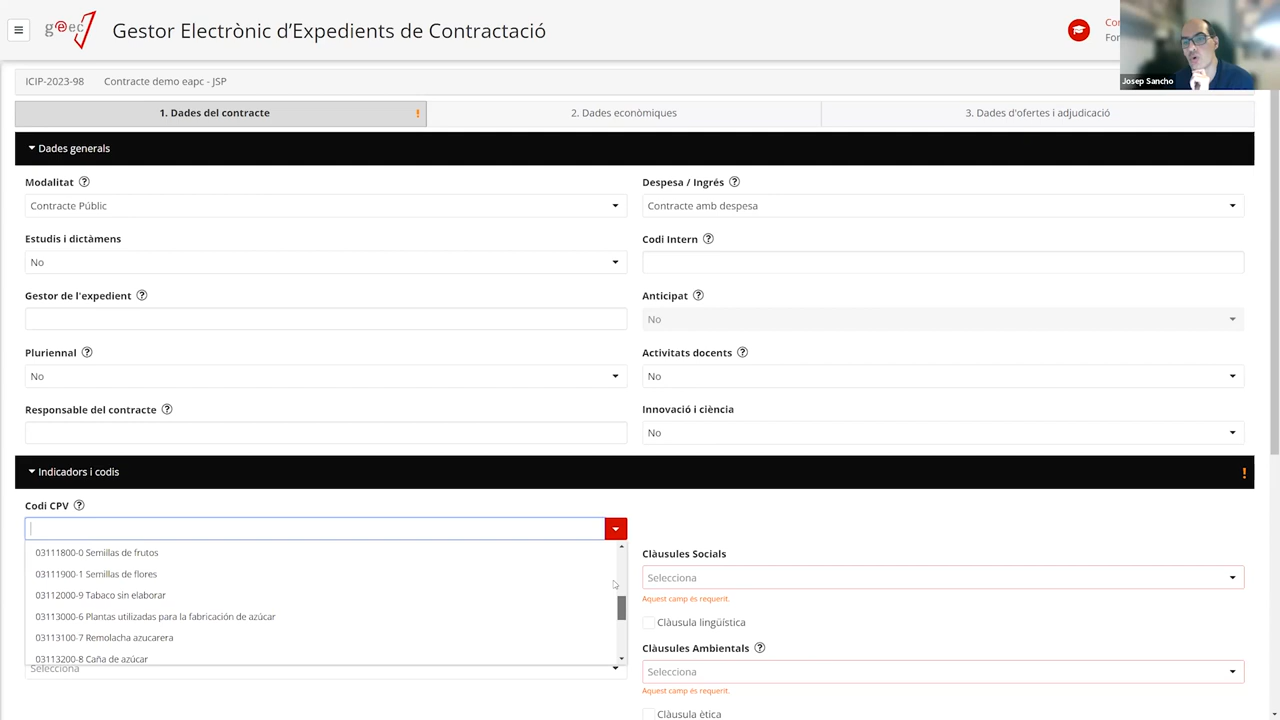 geec
Gestor Electrònic d'Expedients de Contractació
Cor
For
Josep Sancho
ICIP-2023-98 Contracte demo eapc - JSP
1. Dades del contracte !
2. Dades econòmiques
3. Dades d'ofertes i adjudicació
Dades generals
Modalitat ?
Contracte Públic
Despesa / Ingrés ?
Contracte amb despesa
Estudis i dictàmens
No
Codi Intern ?
Gestor de l'expedient ?
Anticipat ?
No
Pluriennal ?
No
Activitats docents ?
No
Responsable del contracte ?
Innovació i ciència
No
Indicadors i codis !
Codi CPV ?
03111800-0 Semillas de frutos
03111900-1 Semillas de flores
03112000-9 Tabaco sin elaborar
03113000-6 Plantas utilizadas para la fabricación de azúcar
03113100-7 Remolacha azucarera
03113200-8 Caña de azúcar
Selecciona
Clàusules Socials
Selecciona
Aquest camp és requerit.
Clàusula lingüística
Clàusules Ambientals ?
Selecciona
Aquest camp és requerit.
Clàusula ètica